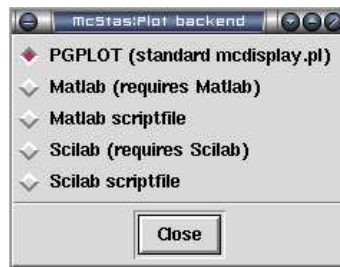 McStas:Plot backend
PGPLOT (standard mcdisplay.pl)
Matlab (requires Matlab)
Matlab scriptfile
Scilab (requires Scilab)
Scilab scriptfile
Close